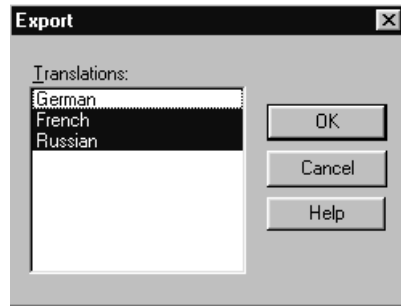 Export
Translations:
German
French
Russian
OK
Cancel
Help